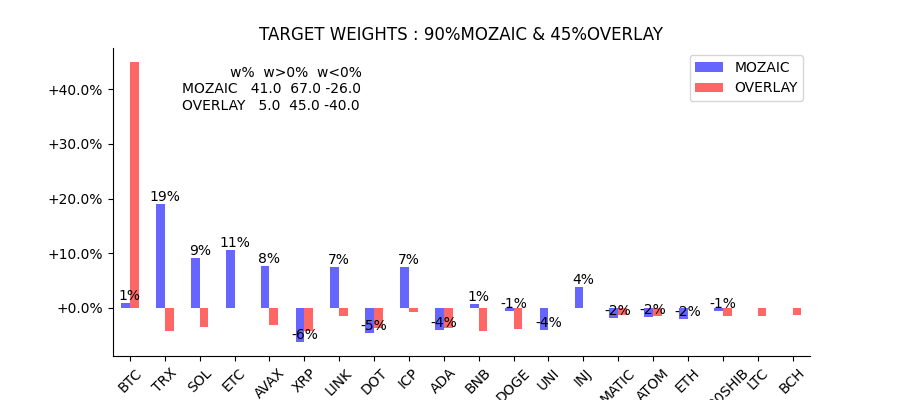 TARGET WEIGHTS : 90%MOZAIC & 45%OVERLAY
w% w>0% w<0%
MOZAIC 41.0 67.0 -26.0
OVERLAY 5.0 45.0 -40.0
MOZAIC
OVERLAY
+40.0%
+30.0%
+20.0%
+10.0%
+0.0%
1%
19%
9%
11%
8%
-6%
7%
-5%
7%
-4%
1%
-1%
-4%
4%
-2%
-2%
-2%
-1%
BTC
TRX
SOL
ETC
AVAX
XRP
LINK
DOT
ICP
ADA
BNB
DOGE
UNI
INJ
MATIC
ATOM
ETH
0SHIB
LTC
BCH